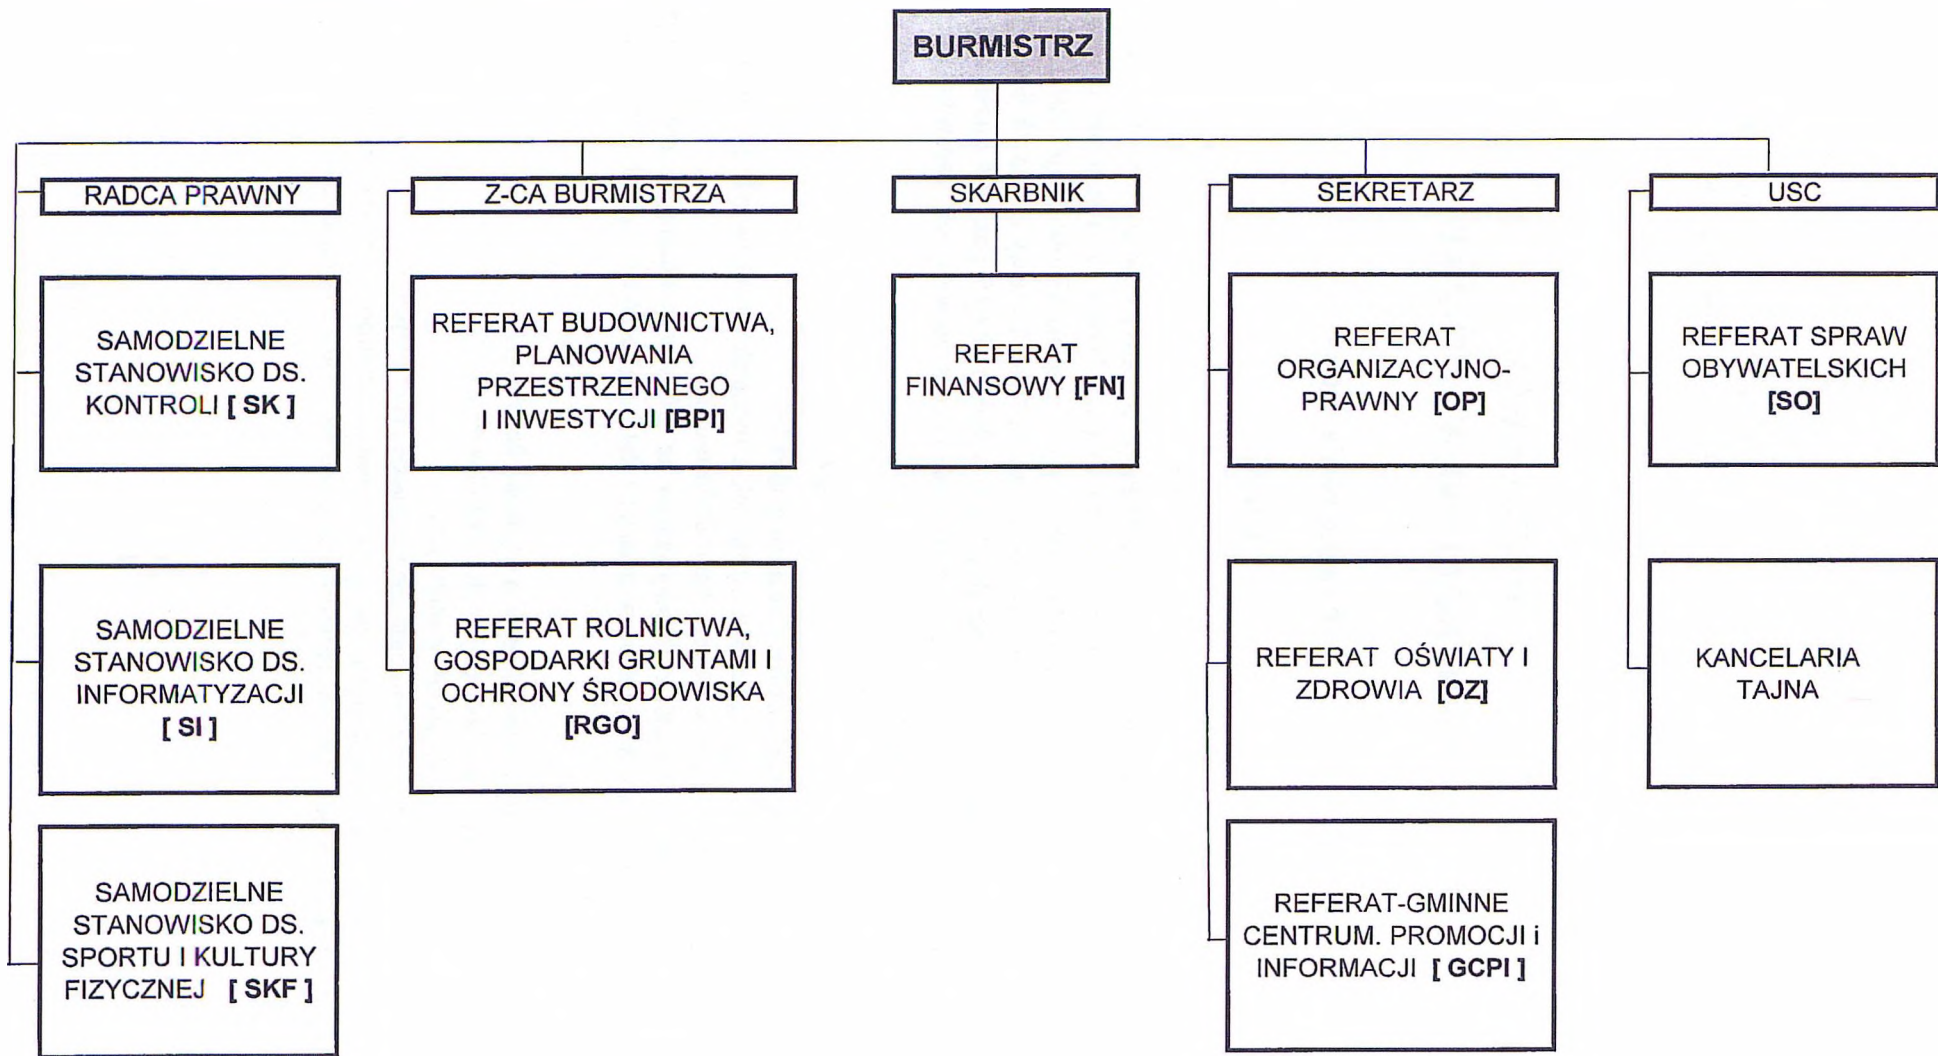 BURMISTRZ
RADCA PRAWNY
Z-CA BURMISTRZA
SKARBNIK
SEKRETARZ
USC
SAMODZIELNE
STANOWISKO DS.
KONTROLI [ SK ]
REFERAT BUDOWNICTWA,
PLANOWANIA
PRZESTRZENNEGO
I INWESTYCJI [BPI]
REFERAT
FINANSOWY [FN]
REFERAT
ORGANIZACYJNO-
PRAWNY [OP]
REFERAT SPRAW
OBYWATELSKICH
[SO]
SAMODZIELNE
STANOWISKO DS.
INFORMATYZACJI
[ SI ]
REFERAT ROLNICTWA,
GOSPODARKI GRUNTAMI I
OCHRONY ŚRODOWISKA
[RGO]
REFERAT OŚWIATY I
ZDROWIA [OZ]
KANCELARIA
TAJNA
SAMODZIELNE
STANOWISKO DS.
SPORTU I KULTURY
FIZYCZNEJ [ SKF ]
REFERAT-GMINNE
CENTRUM. PROMOCJI i
INFORMACJI [ GCPI ]